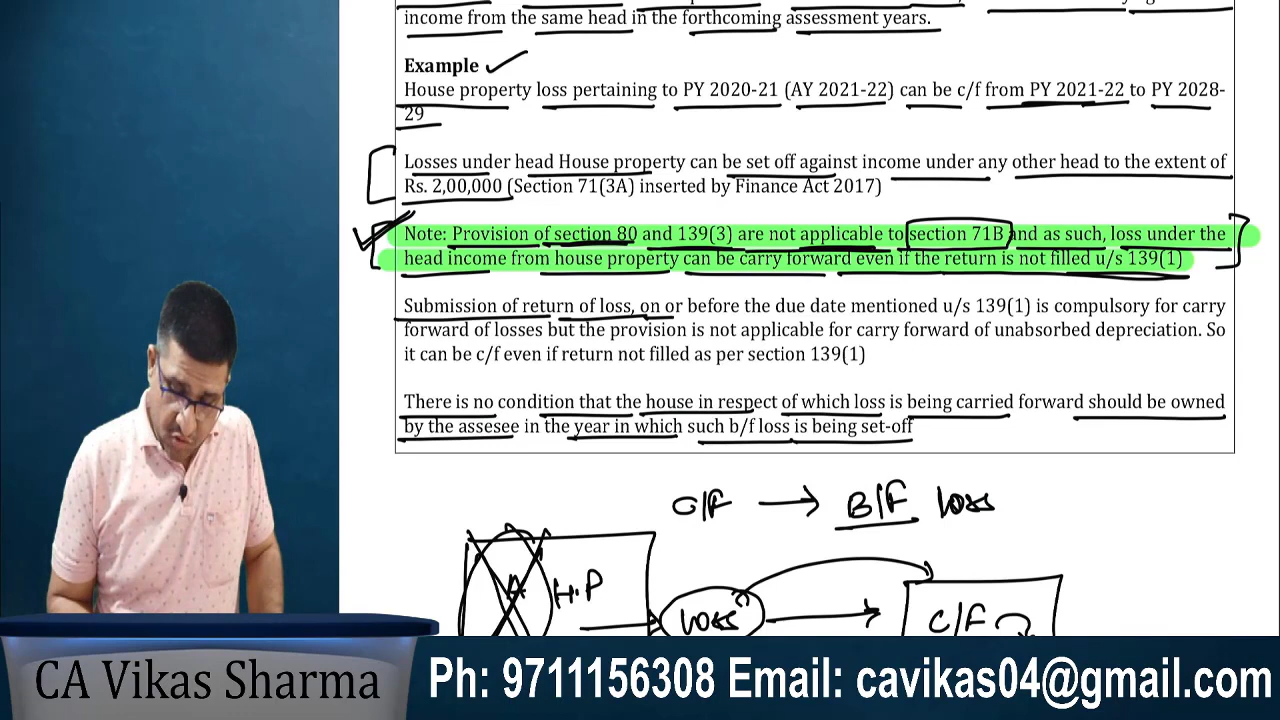 income from the same head in the forthcoming assessment years.
Example
House property loss pertaining to PY 2020-21 (AY 2021-22) can be c/f from PY 2021-22 to PY 2028-
29
Losses under head House property can be set off against income under any other head to the extent of
Rs. 2,00,000 (Section 71(3A) inserted by Finance Act 2017)
Note: Provision of section 80 and 139(3) are not applicable to section 71B and as such, loss under the
head income from house property can be carry forward even if the return is not filled u/s 139(1)
Submission of return of loss, on or before the due date mentioned u/s 139(1) is compulsory for carry
forward of losses but the provision is not applicable for carry forward of unabsorbed depreciation. So
it can be c/f even if return not filled as per section 139(1)
There is no condition that the house in respect of which loss is being carried forward should be owned
by the assesee in the year in which such b/f loss is being set-off
C/F → B/F loss
H.P
loss
C/F
CA Vikas Sharma
Ph: 9711156308 Email: cavikas04@gmail.com